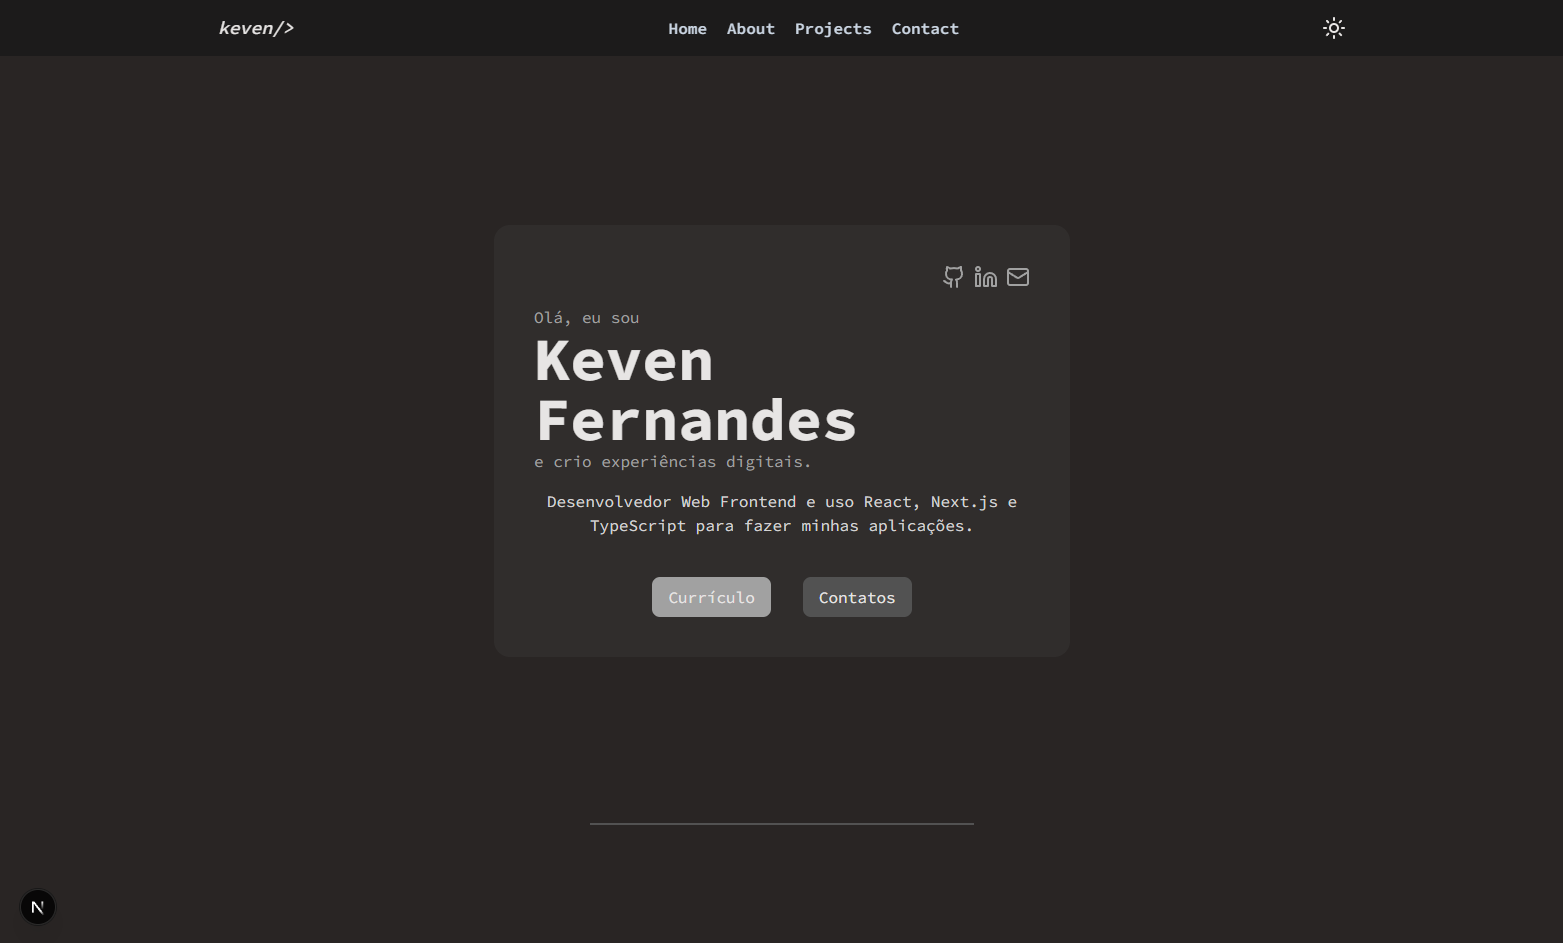 keven/>
Home About Projects Contact
Olá, eu sou
Keven
Fernandes
e crio experiências digitais.
Desenvolvedor Web Frontend e uso React, Next.js e
TypeScript para fazer minhas aplicações.
Currículo Contatos
N